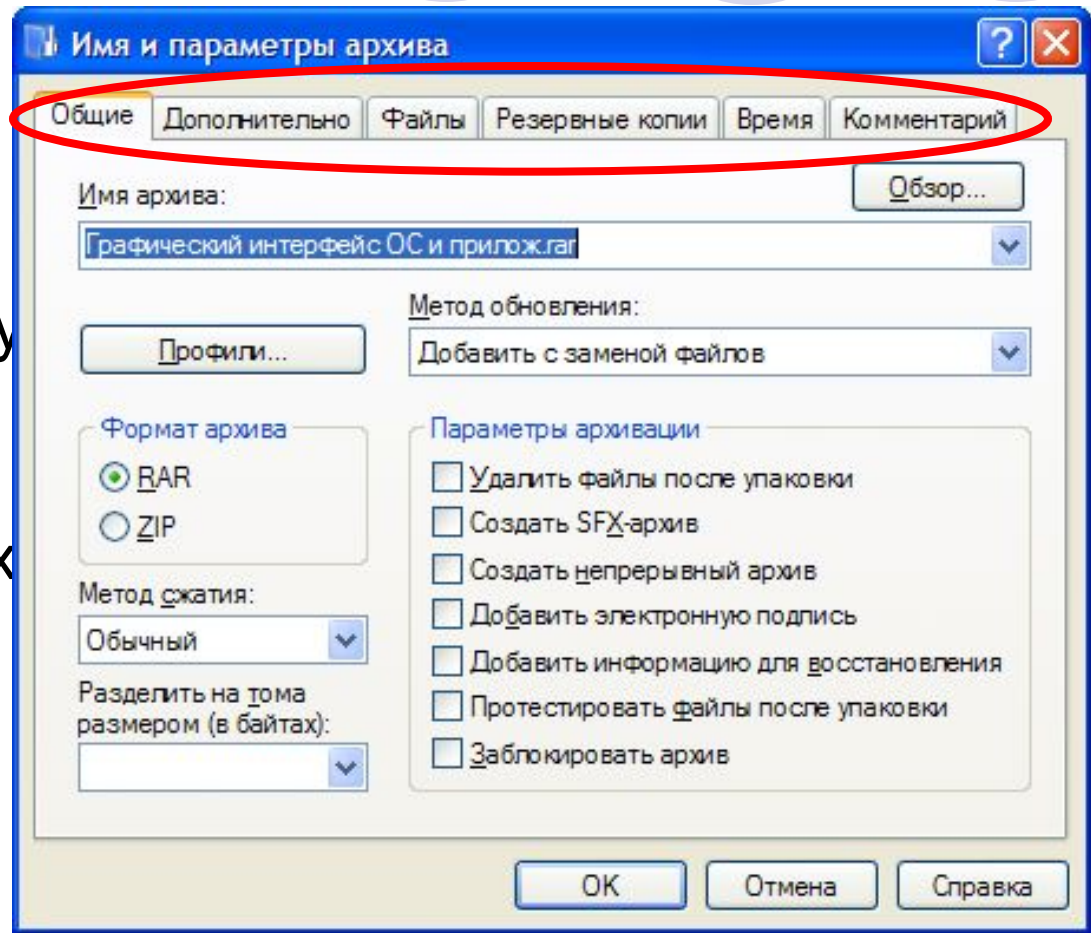 Имя и параметры архива
Общие Дополнительно Файлы Резервные копии Время Комментарий
Имя архива:
Обзор...
Графический интерфейс ОС и прилож.rar
Метод обновления:
Профили...
Добавить с заменой файлов
Формат архива
RAR
ZIP
Метод сжатия:
Обычный
Разделить на тома
размером (в байтах):
Параметры архивации
Удалить файлы после упаковки
Создать SFX-архив
Создать непрерывный архив
Добавить электронную подпись
Добавить информацию для восстановления
Протестировать файлы после упаковки
Заблокировать архив
ОК Отмена Справка
у
х